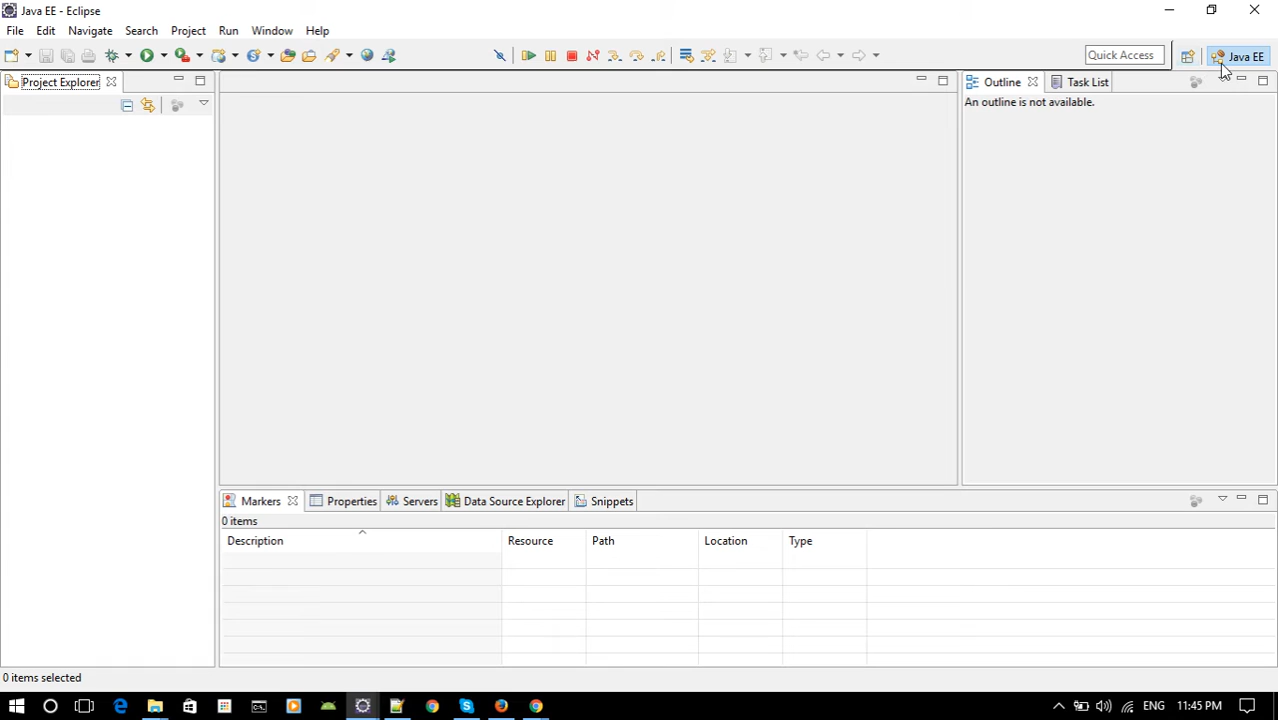 Java EE - Eclipse
File Edit Navigate Search Project Run Window Help
Quick Access Java EE
Project Explorer Outline Task List
An outline is not available.
Markers Properties Servers Data Source Explorer Snippets
0 items
Description Resource Path Location Type
0 items selected
ENG 11:45 PM